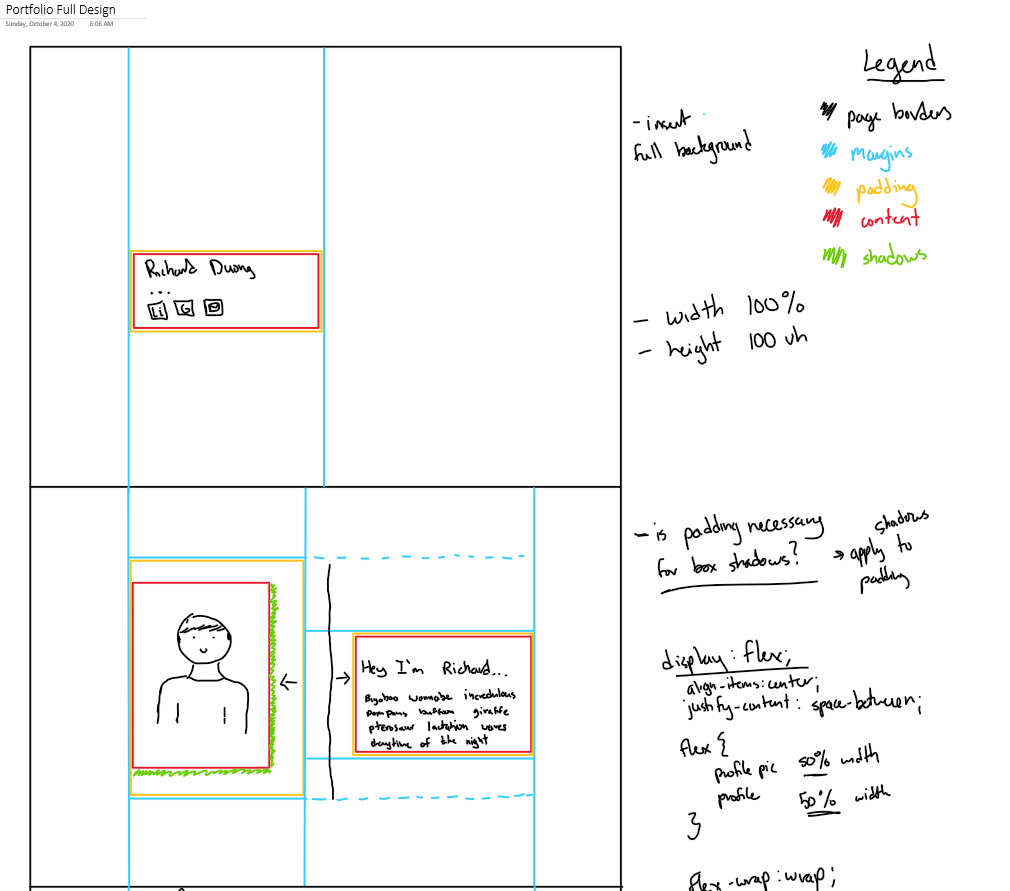 Portfolio Full Design
Sunday, October 4, 2020 6:06 AM
Legend
page borders
margins
padding
content
shadows
- insert
full background
Richard Duong
...
Li G
- width 100%
- height 100 vh
- is padding necessary
for box shadows?
→ shadows
apply to
padding
Hey I'm Richard...
Bigaboo wannabe incredulous
pompous buffoon giraffe
pterosaur lactation waves
daytime of the night
display: flex;
align-items: center;
justify-content: space-between;
flex {
profile pic 50% width
profile 50% width
}
flex-wrap: wrap;